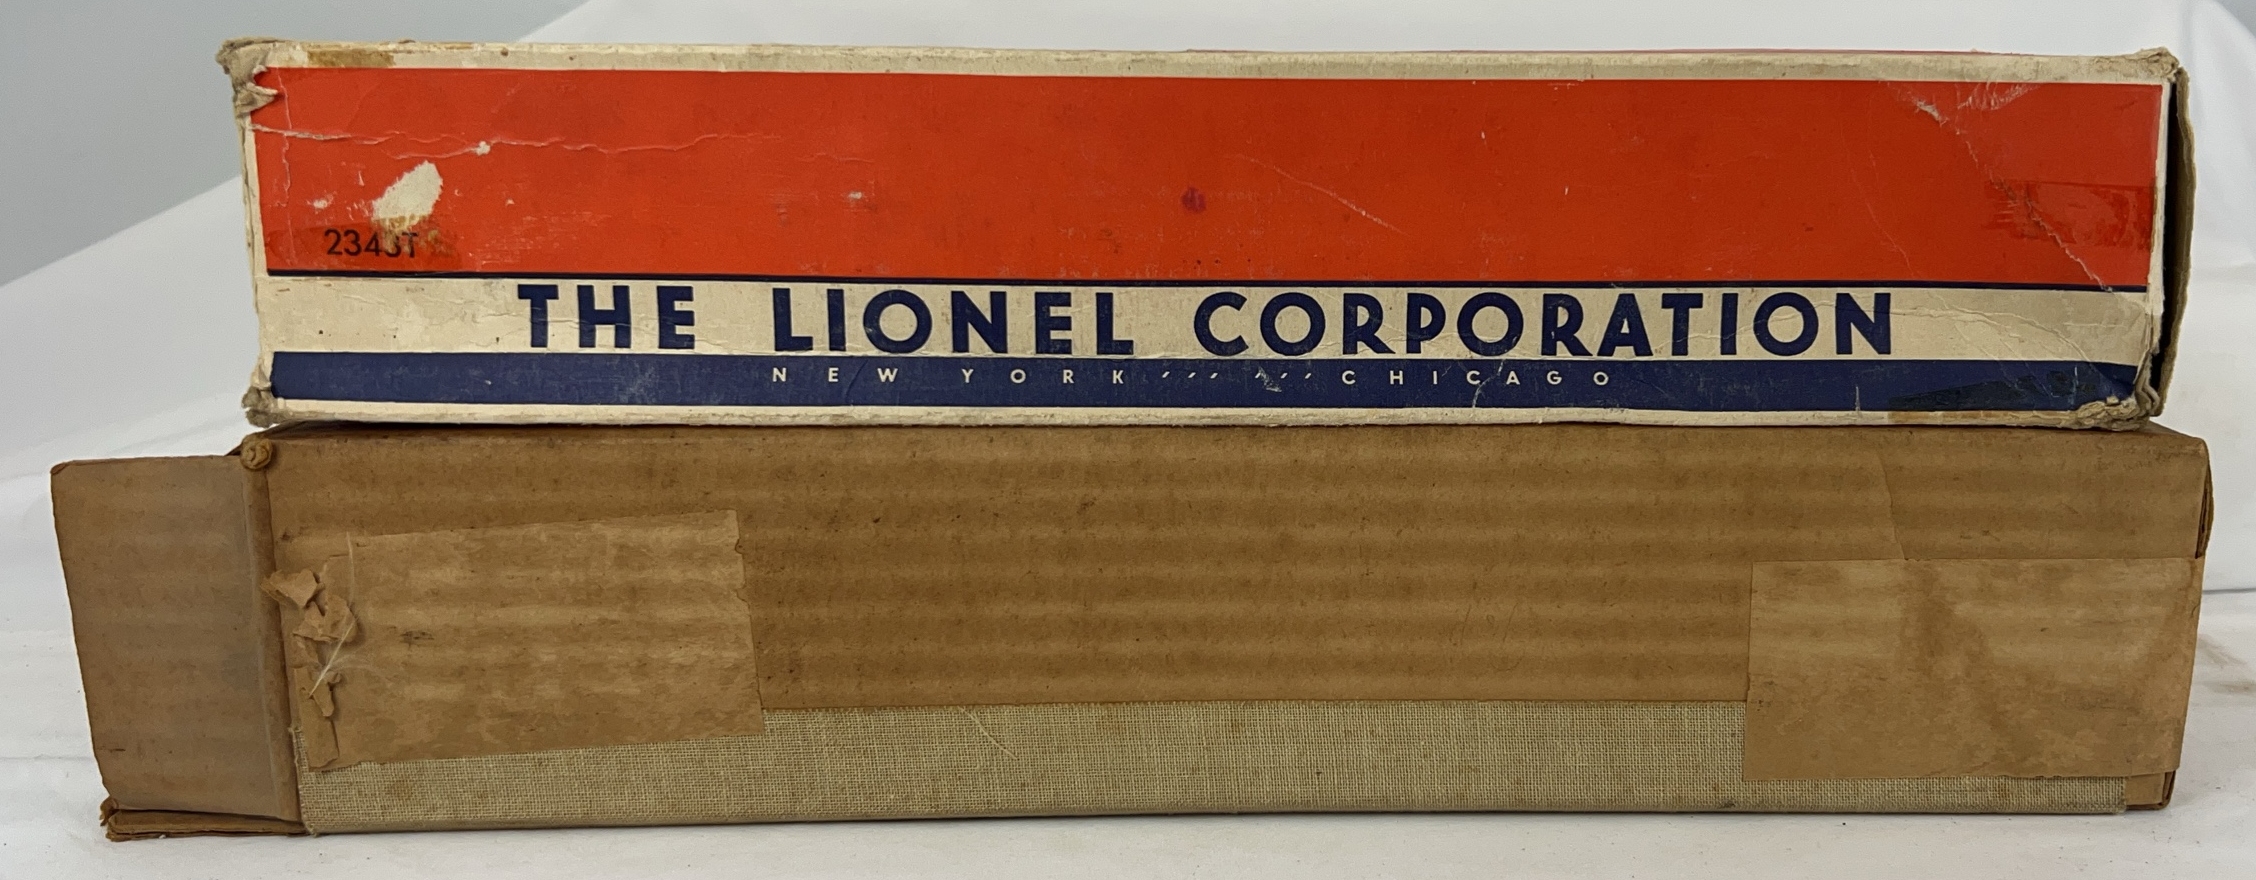 2343T
THE LIONEL CORPORATION
NEW YORK ′′′ ′′′ CHICAGO